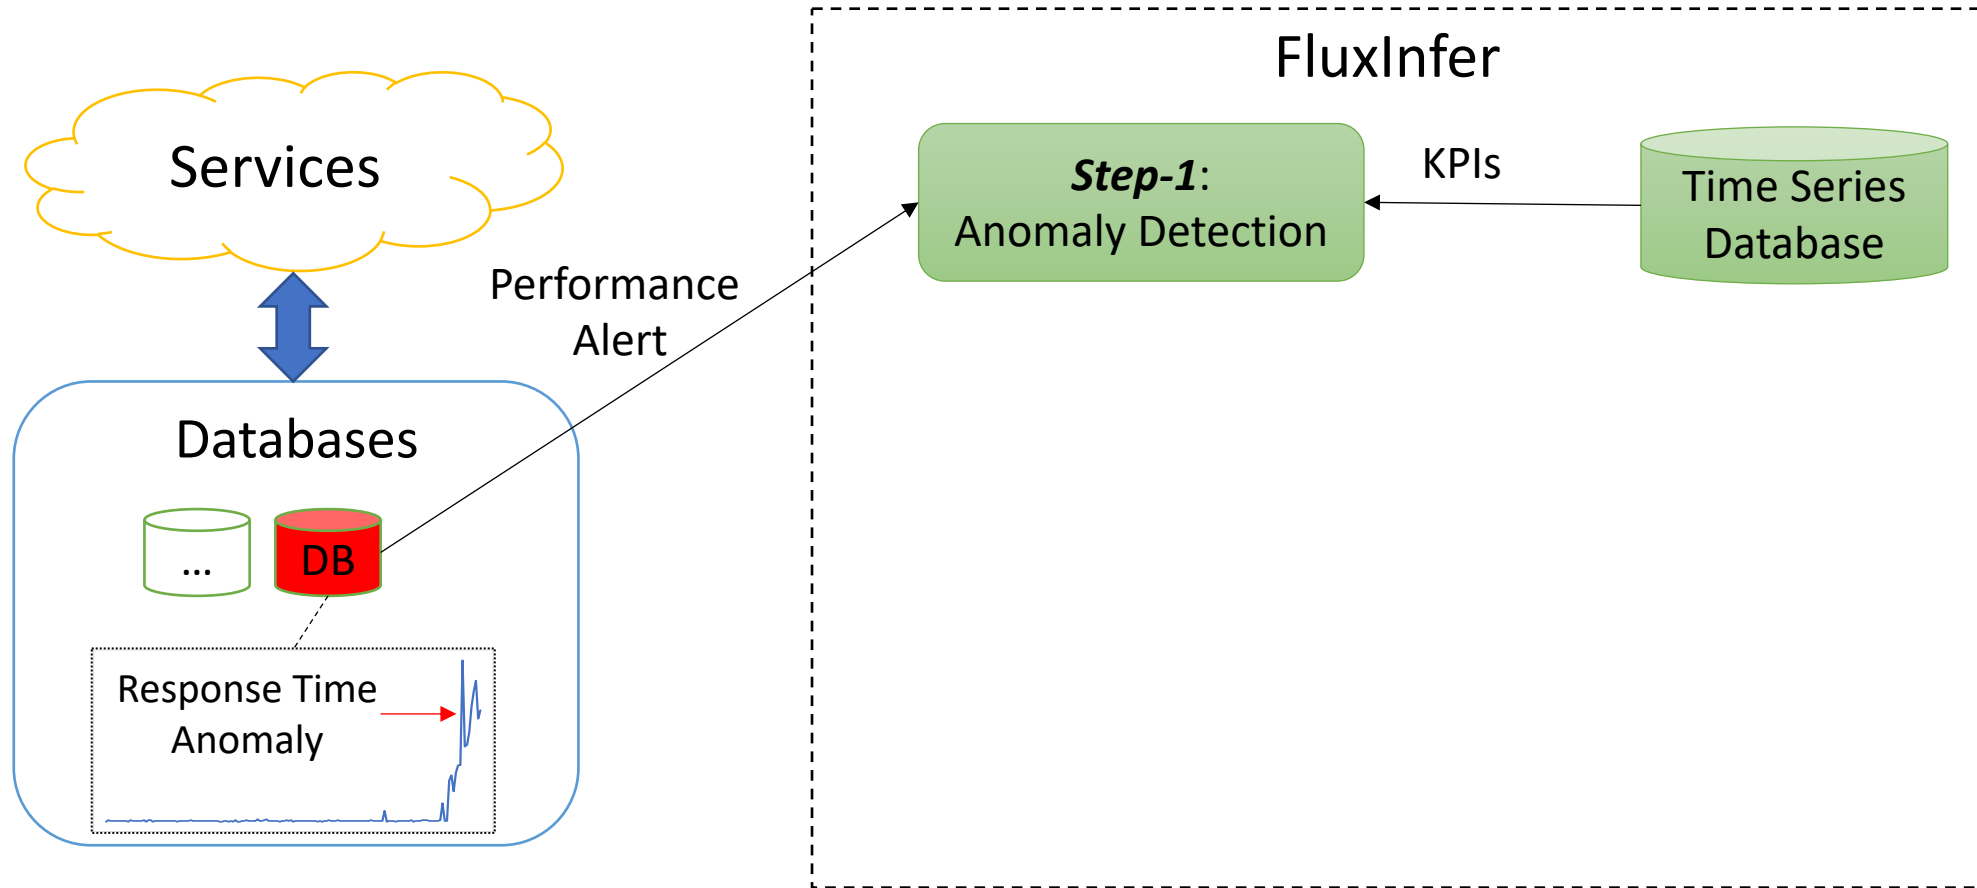 FluxInfer
Services
Step-1:
Anomaly Detection
KPIs
Time Series
Database
Performance
Alert
Databases
...
DB
Response Time
Anomaly